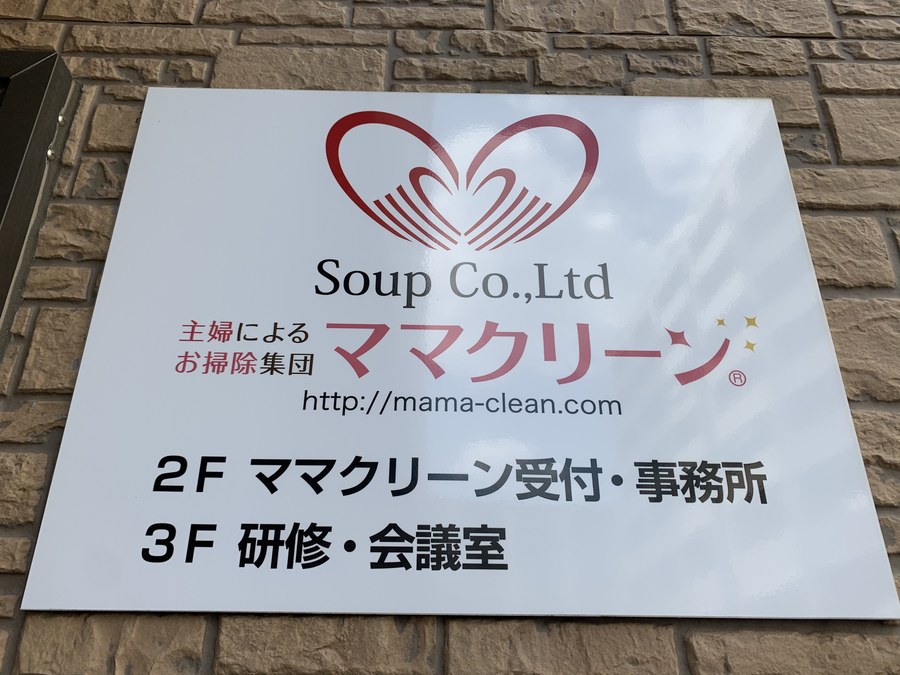 Soup Co.,Ltd
主婦による
お掃除集団
ママクリーン®
http://mama-clean.com
2F ママクリーン受付・事務所
3F 研修・会議室